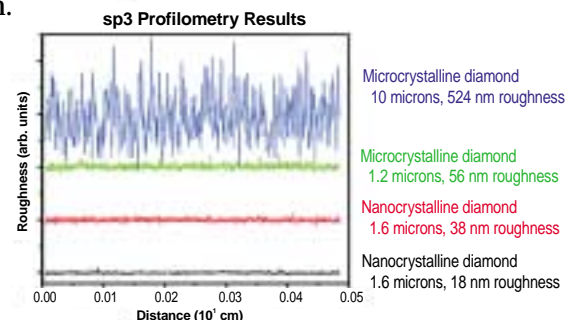 n.
sp3 Profilometry Results
Roughness (arb. units)
Microcrystalline diamond
10 microns, 524 nm roughness
Microcrystalline diamond
1.2 microns, 56 nm roughness
Nanocrystalline diamond
1.6 microns, 38 nm roughness
Nanocrystalline diamond
1.6 microns, 18 nm roughness
0.00 0.01 0.02 0.03 0.04 0.05
Distance (10¹ cm)